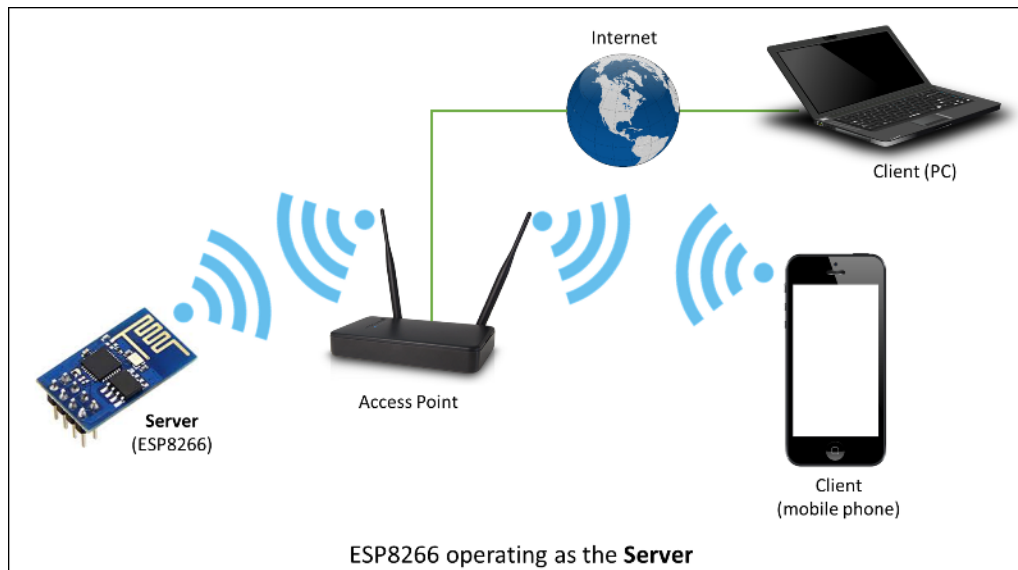 Internet
Client (PC)
Access Point
Server
(ESP8266)
Client
(mobile phone)
ESP8266 operating as the Server